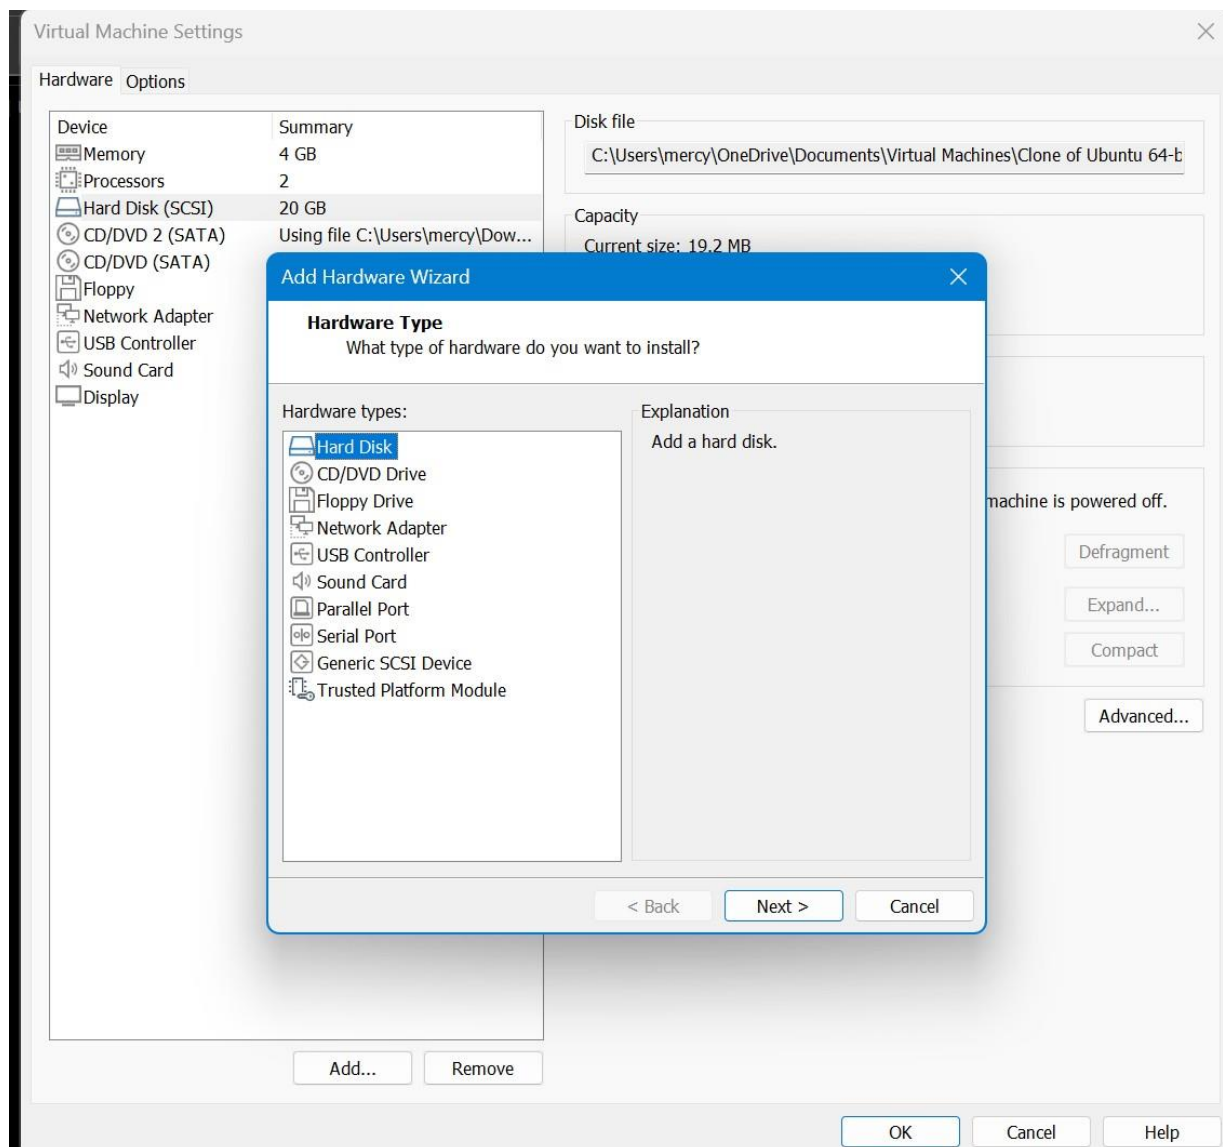 Virtual Machine Settings
Hardware Options
Device Summary
Memory 4 GB
Processors 2
Hard Disk (SCSI) 20 GB
CD/DVD 2 (SATA) Using file C:\Users\mercy\Dow...
CD/DVD (SATA)
Floppy
Network Adapter
USB Controller
Sound Card
Display
Disk file
C:\Users\mercy\OneDrive\Documents\Virtual Machines\Clone of Ubuntu 64-b
Capacity
Current size: 19.2 MB
Add Hardware Wizard
Hardware Type
What type of hardware do you want to install?
Hardware types:
Hard Disk
CD/DVD Drive
Floppy Drive
Network Adapter
USB Controller
Sound Card
Parallel Port
Serial Port
Generic SCSI Device
Trusted Platform Module
Explanation
Add a hard disk.
< Back Next > Cancel
machine is powered off.
Defragment
Expand...
Compact
Advanced...
Add... Remove
OK Cancel Help